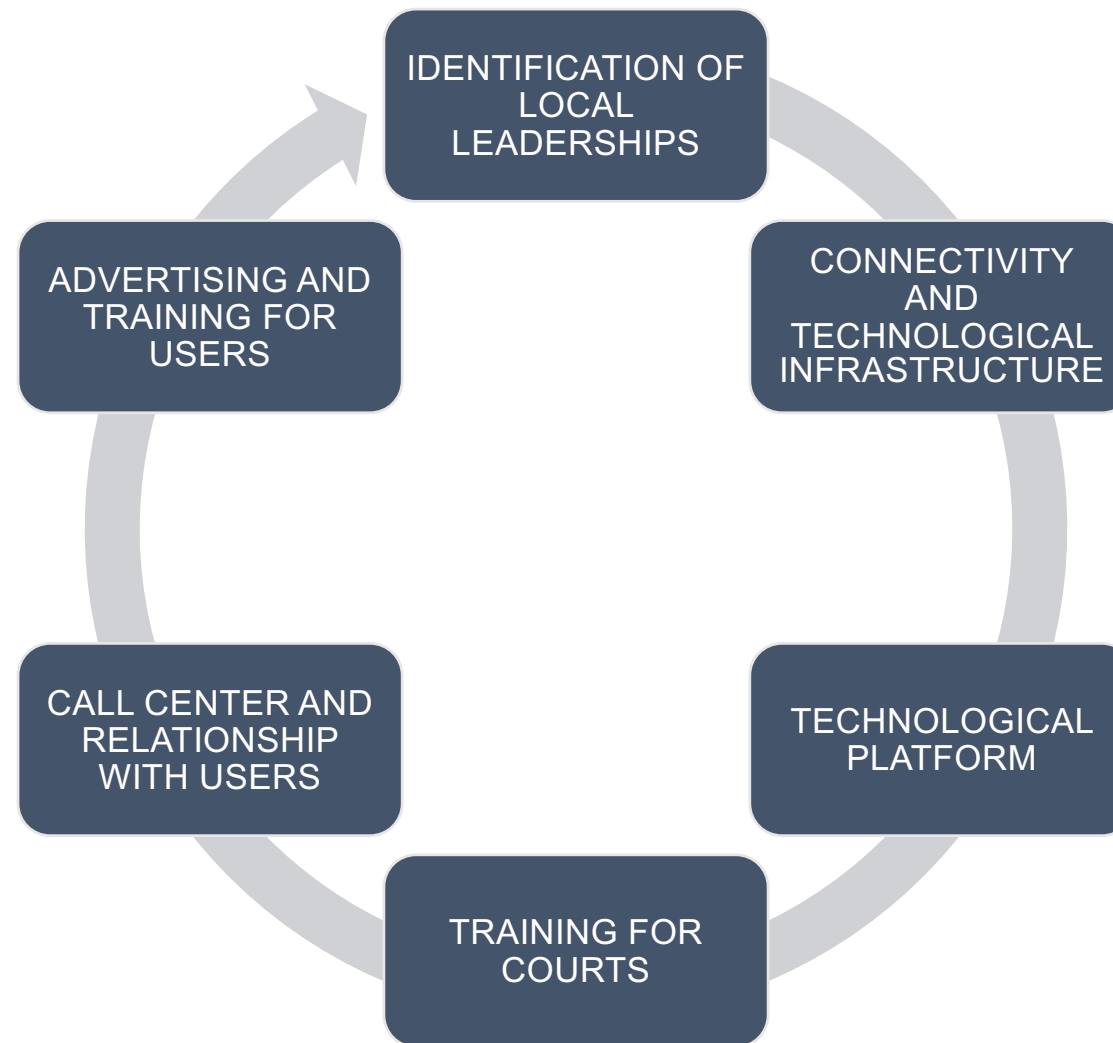 IDENTIFICATION OF
LOCAL
LEADERSHIPS
CONNECTIVITY
AND
TECHNOLOGICAL
INFRASTRUCTURE
TECHNOLOGICAL
PLATFORM
TRAINING FOR
COURTS
CALL CENTER AND
RELATIONSHIP
WITH USERS
ADVERTISING AND
TRAINING FOR
USERS